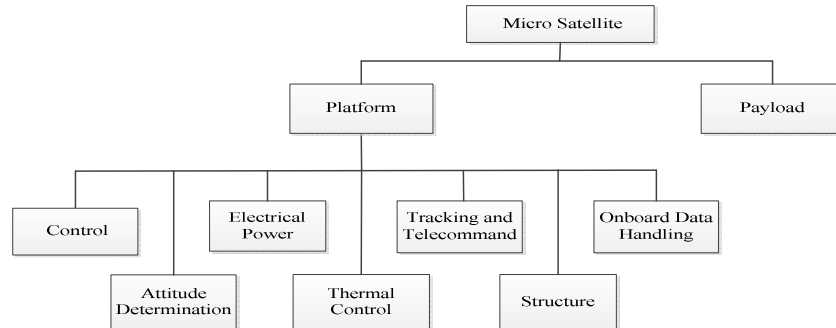 Micro Satellite
Platform
Payload
Control
Electrical
Power
Tracking and
Telecommand
Onboard Data
Handling
Attitude
Determination
Thermal
Control
Structure